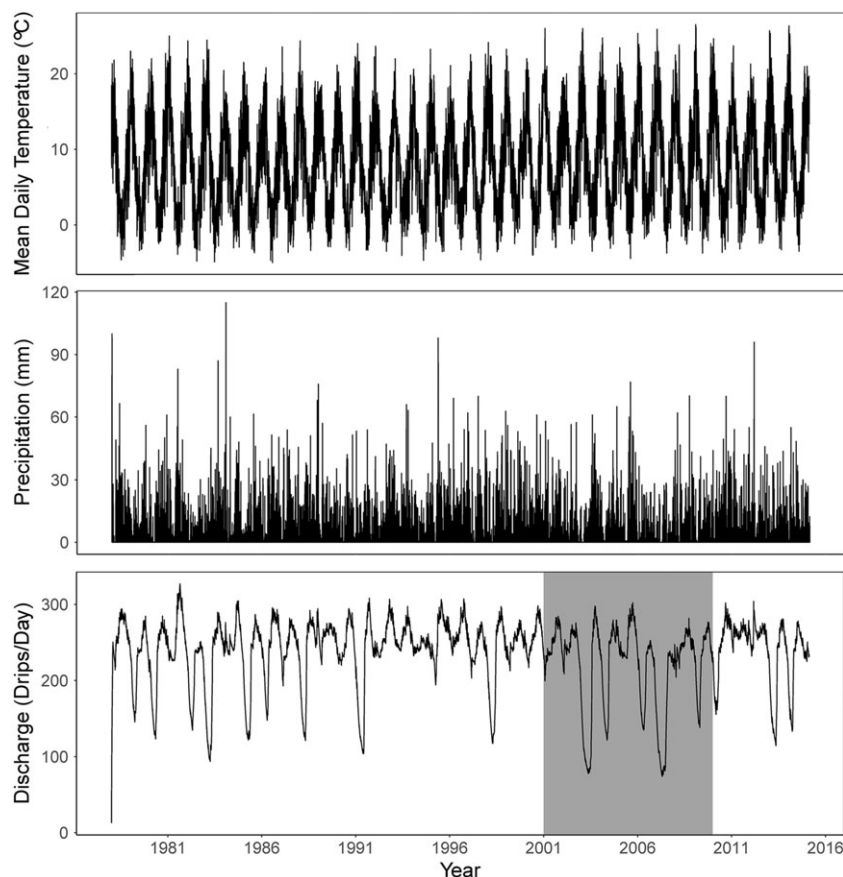 Mean Daily Temperature (ºC)
20
10
0
Precipitation (mm)
120
90
60
30
0
Discharge (Drips/Day)
300
200
100
0
1981 1986 1991 1996 2001 2006 2011 2016
Year